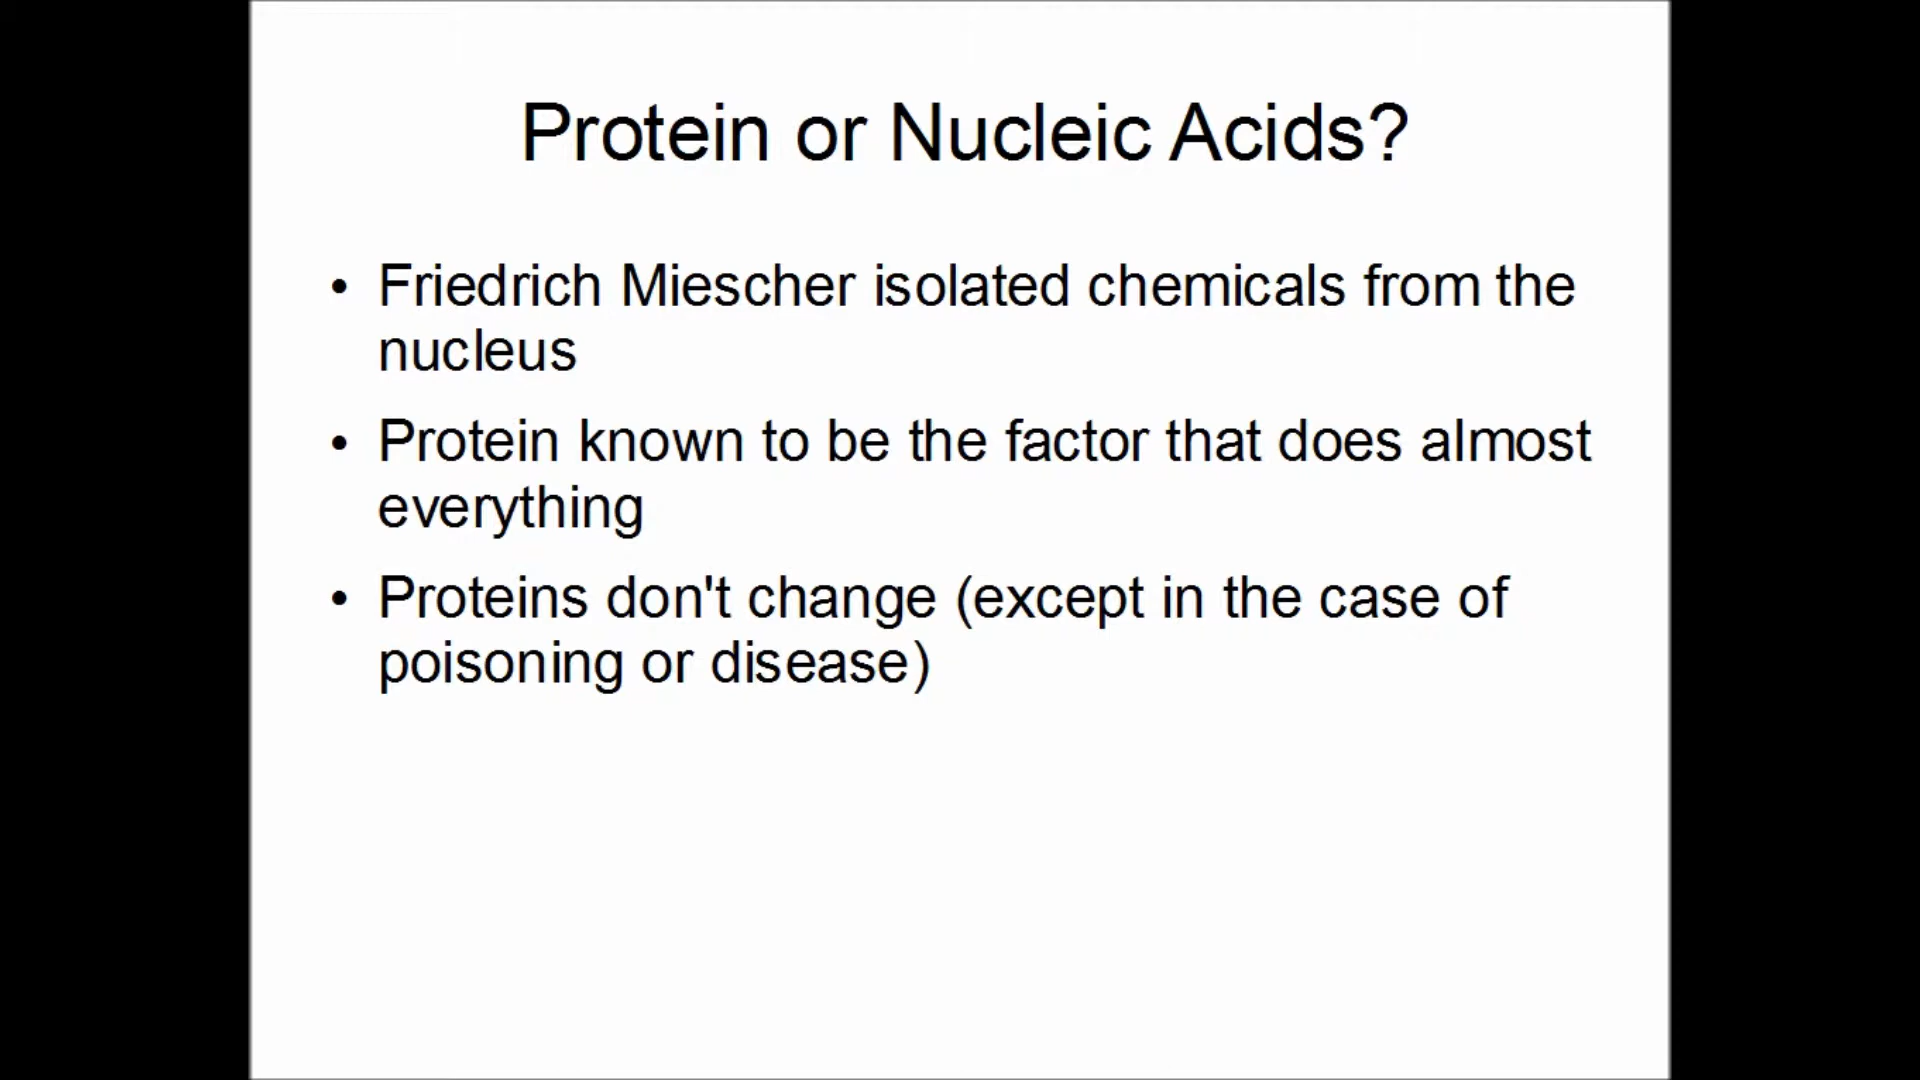 Protein or Nucleic Acids?
• Friedrich Miescher isolated chemicals from the
nucleus
• Protein known to be the factor that does almost
everything
• Proteins don't change (except in the case of
poisoning or disease)